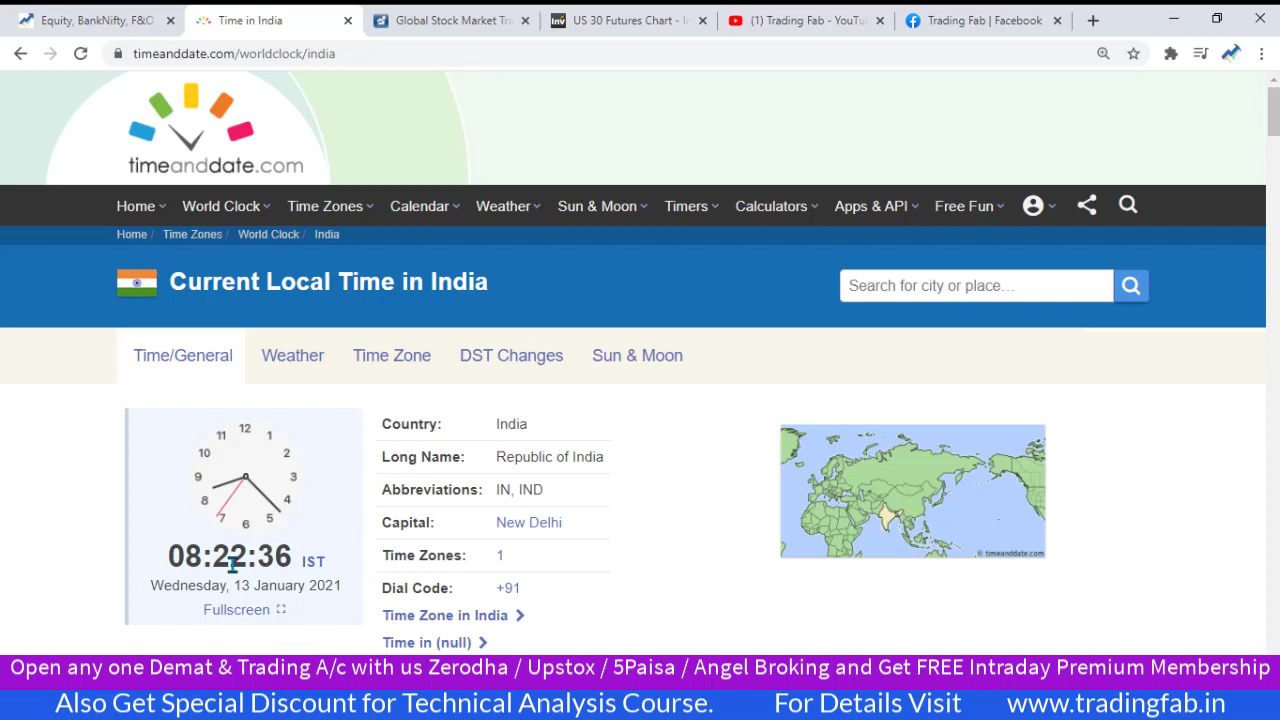 Equity, BankNifty, F&O
Time in India
Global Stock Market Tra
US 30 Futures Chart - In
(1) Trading Fab - YouTu
Trading Fab | Facebook
timeanddate.com/worldclock/india
timeanddate.com
Home World Clock Time Zones Calendar Weather Sun & Moon Timers Calculators Apps & API Free Fun
Home / Time Zones / World Clock / India
Current Local Time in India
Search for city or place...
Time/General Weather Time Zone DST Changes Sun & Moon
12 1 2 3 4 5 6 7 8 9 10 11
08:22:36 IST
Wednesday, 13 January 2021
Fullscreen
Country: India
Long Name: Republic of India
Abbreviations: IN, IND
Capital: New Delhi
Time Zones: 1
Dial Code: +91
Time Zone in India
Time in (null)
© timeanddate.com
Open any one Demat & Trading A/c with us Zerodha / Upstox / 5Paisa / Angel Broking and Get FREE Intraday Premium Membership
Also Get Special Discount for Technical Analysis Course. For Details Visit www.tradingfab.in